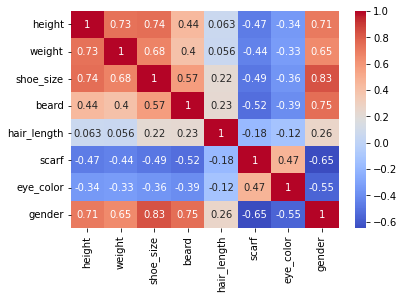 height 1 0.73 0.74 0.44 0.063 -0.47 -0.34 0.71
weight 0.73 1 0.68 0.4 0.056 -0.44 -0.33 0.65
shoe_size 0.74 0.68 1 0.57 0.22 -0.49 -0.36 0.83
beard 0.44 0.4 0.57 1 0.23 -0.52 -0.39 0.75
hair_length 0.063 0.056 0.22 0.23 1 -0.18 -0.12 0.26
scarf -0.47 -0.44 -0.49 -0.52 -0.18 1 0.47 -0.65
eye_color -0.34 -0.33 -0.36 -0.39 -0.12 0.47 1 -0.55
gender 0.71 0.65 0.83 0.75 0.26 -0.65 -0.55 1
height weight shoe_size beard hair_length scarf eye_color gender
1.0
0.8
0.6
0.4
0.2
0.0
−0.2
−0.4
−0.6